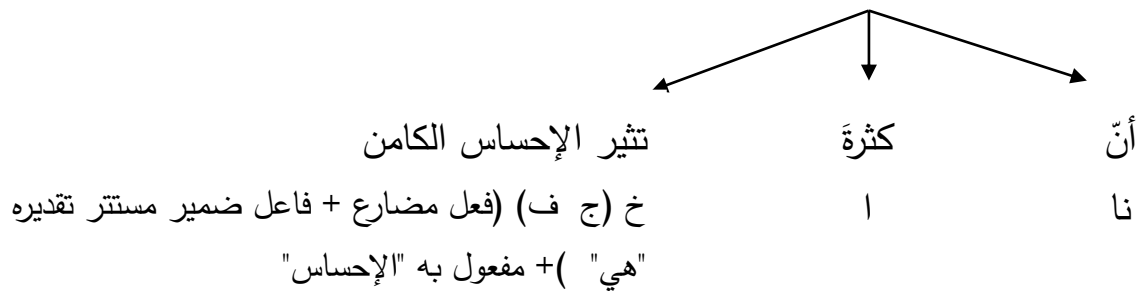 أنّ كثرةَ تثير الإحساس الكامن
نا ا خ (ج ف) (فعل مضارع + فاعل ضمير مستتر تقديره
"هي" )+ مفعول به "الإحساس"